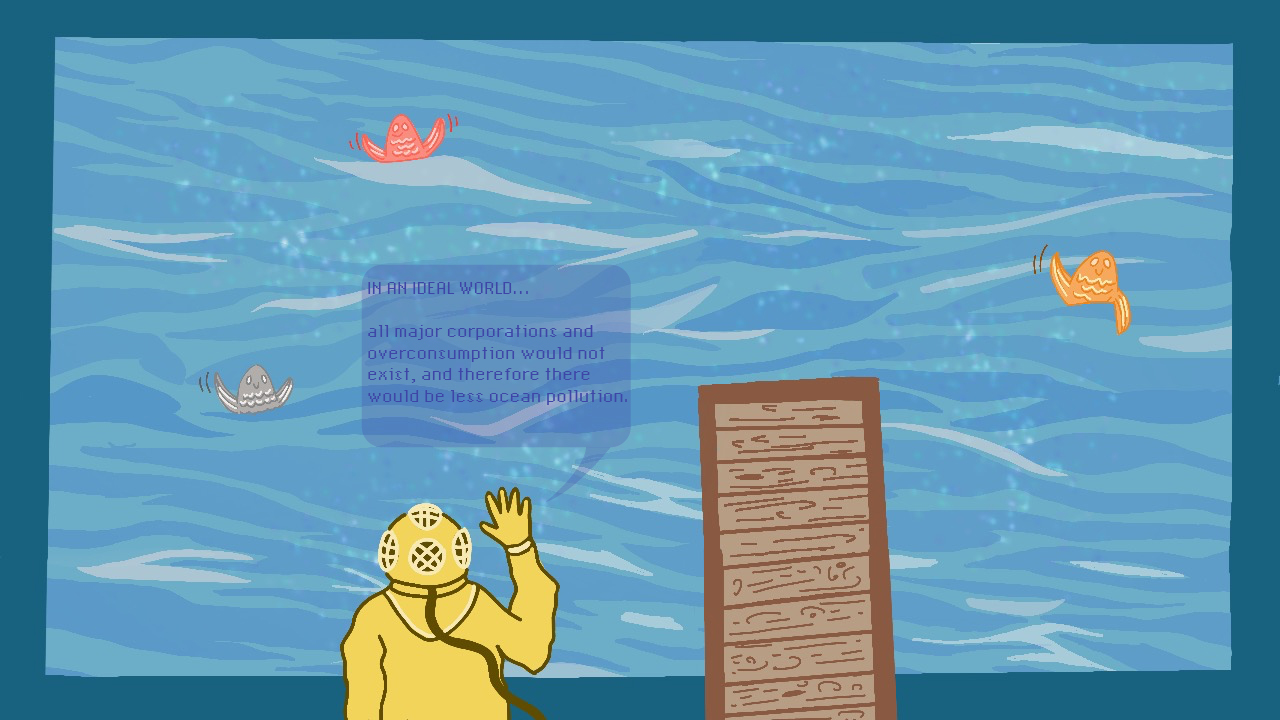 IN AN IDEAL WORLD...
all major corporations and
overconsumption would not
exist, and therefore there
would be less ocean pollution.